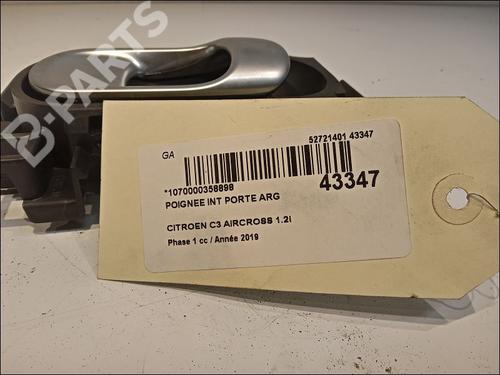 GA
52721401 43347
*1070000358898
43347
POIGNEE INT PORTE ARG
CITROEN C3 AIRCROSS 1.2i
Phase 1 cc / Année 2019
B-PARTS
B-PARTS